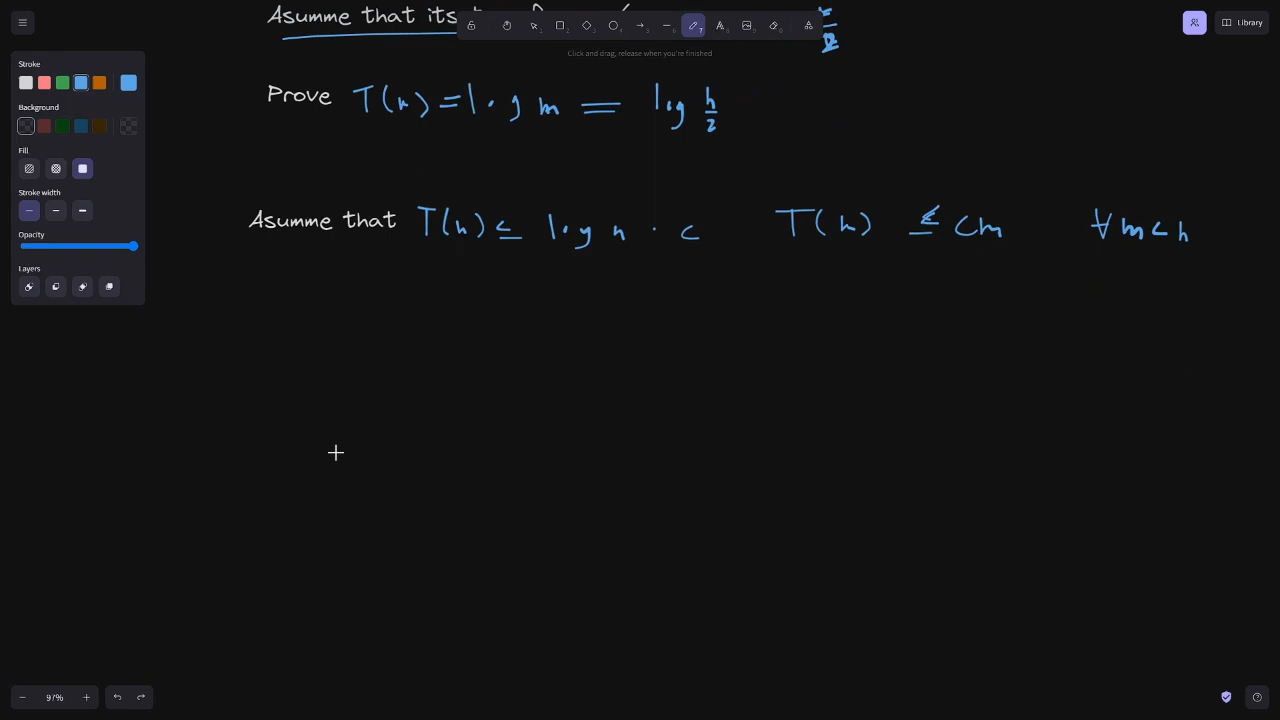 Asumme that its
Click and drag, release when you're finished
Library
Stroke
Prove T(n) = log m = log n/2
Background
Fill
Stroke width
Asumme that T(n) ≤ log n · c T(n) ≤ cm ∀m<n
Opacity
Layers
97%